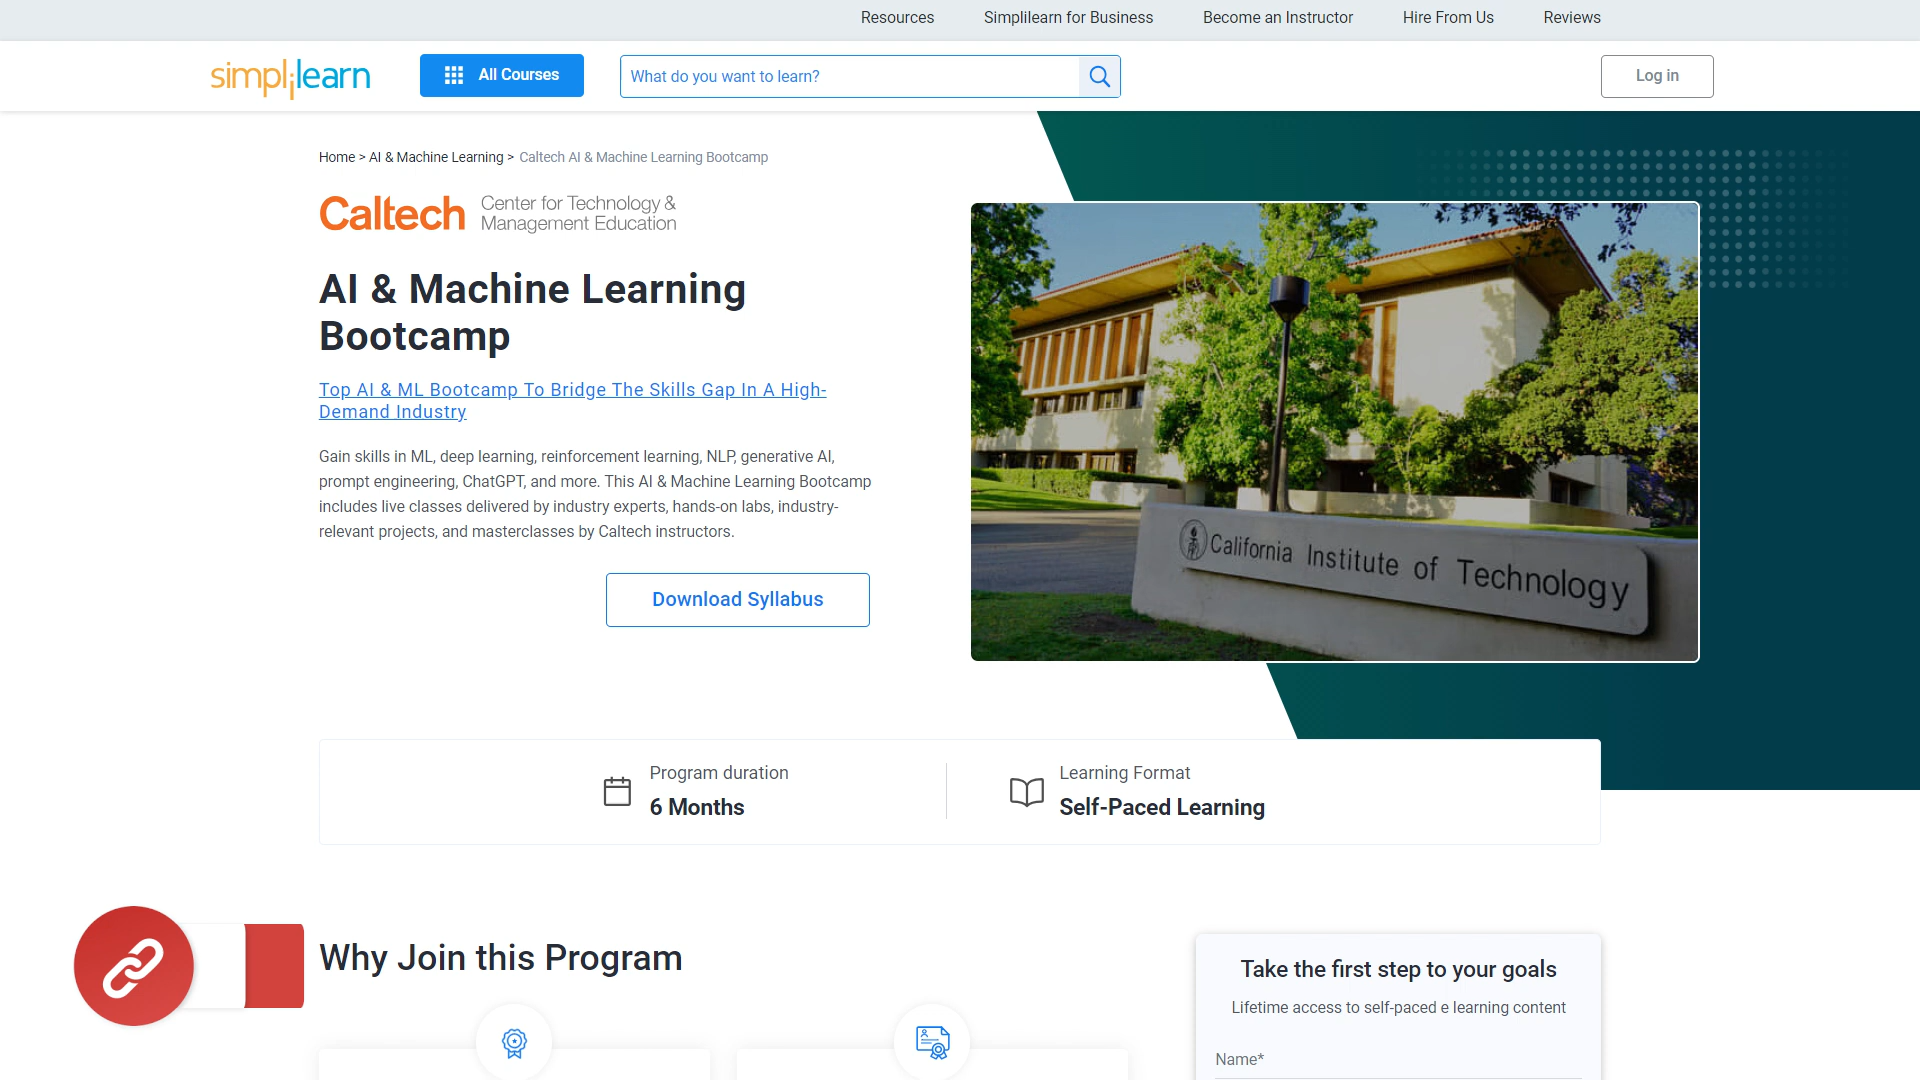 Resources Simplilearn for Business Become an Instructor Hire From Us Reviews
simplilearn
All Courses
What do you want to learn?
Log in
Home > AI & Machine Learning > Caltech AI & Machine Learning Bootcamp
Caltech
Center for Technology &
Management Education
AI & Machine Learning
Bootcamp
Top AI & ML Bootcamp To Bridge The Skills Gap In A High-
Demand Industry
Gain skills in ML, deep learning, reinforcement learning, NLP, generative AI,
prompt engineering, ChatGPT, and more. This AI & Machine Learning Bootcamp
includes live classes delivered by industry experts, hands-on labs, industry-
relevant projects, and masterclasses by Caltech instructors.
Download Syllabus
California Institute of Technology
Program duration
6 Months
Learning Format
Self-Paced Learning
Why Join this Program
Take the first step to your goals
Lifetime access to self-paced e learning content
Name*